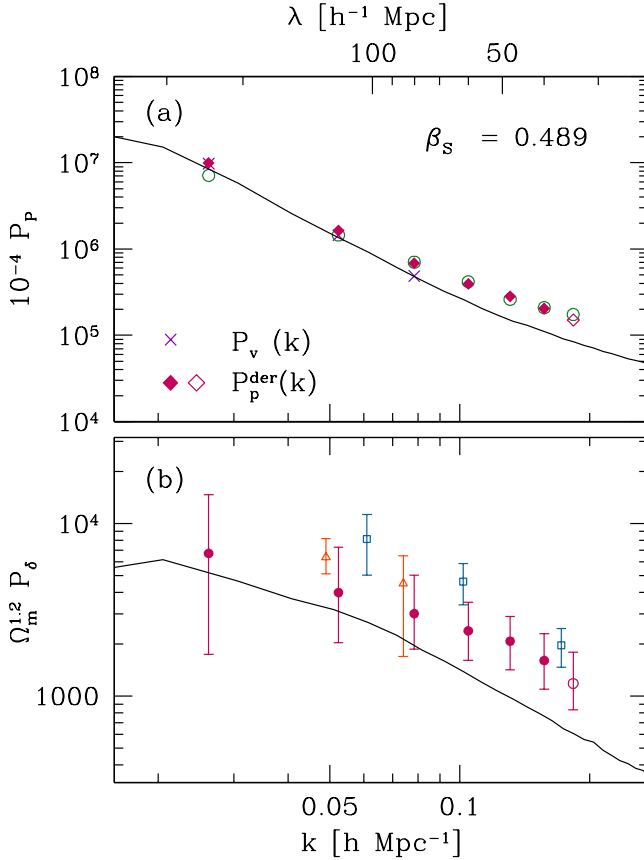 λ [h⁻¹ Mpc]
100 50
10⁸
(a)
β_S = 0.489
10⁷
10⁻⁴ P_p
10⁶
10⁵
P_v (k)
P_p^der(k)
10⁴
(b)
10⁴
Ω_m^1.2 P_δ
1000
0.05 0.1
k [h Mpc⁻¹]